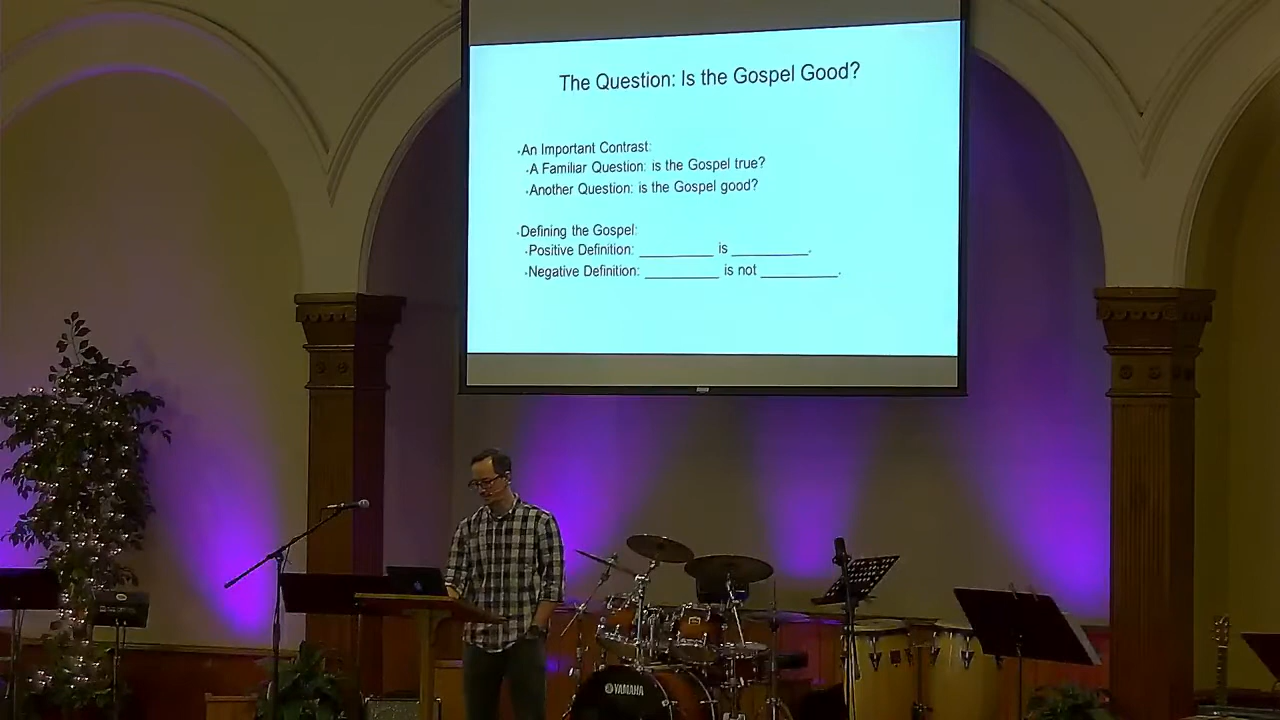 The Question: Is the Gospel Good?
·An Important Contrast:
·A Familiar Question: is the Gospel true?
·Another Question: is the Gospel good?
·Defining the Gospel:
·Positive Definition: __________ is __________.
·Negative Definition: __________ is not __________.
YAMAHA